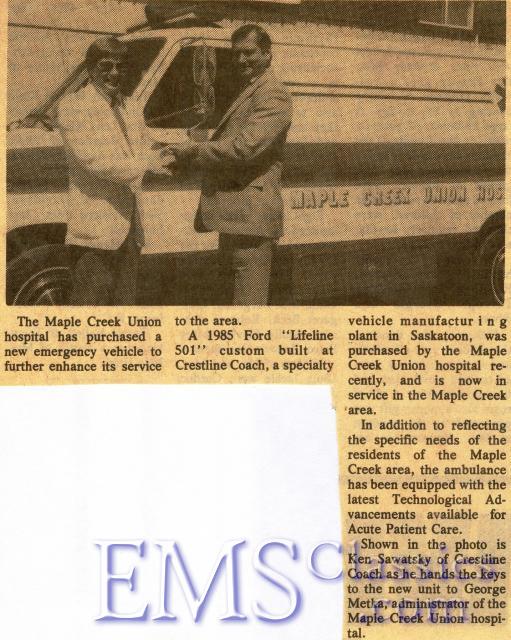 MAPLE CREEK UNION HOS
The Maple Creek Union
hospital has purchased a
new emergency vehicle to
further enhance its service
to the area.
A 1985 Ford "Lifeline
501" custom built at
Crestline Coach, a specialty
vehicle manufacturing
plant in Saskatoon, was
purchased by the Maple
Creek Union hospital re-
cently, and is now in
service in the Maple Creek
area.
In addition to reflecting
the specific needs of the
residents of the Maple
Creek area, the ambulance
has been equipped with the
latest Technological Ad-
vancements available for
Acute Patient Care.
Shown in the photo is
Ken Sawatsky of Crestline
Coach as he hands the keys
to the new unit to George
Metka, administrator of the
Maple Creek Union hospi-
tal.
EMSClassics
.com